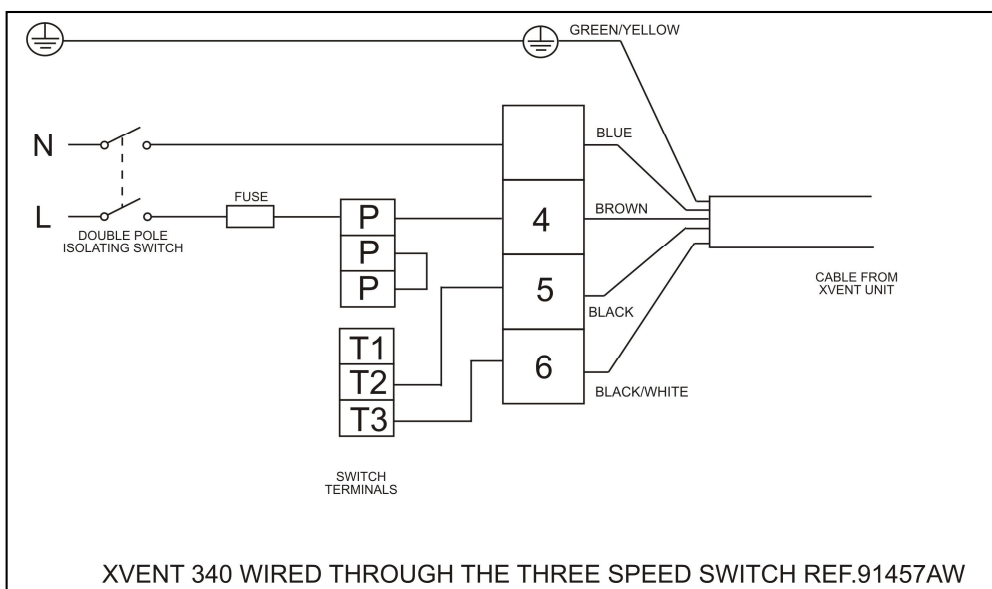 GREEN/YELLOW
N
BLUE
L
FUSE
DOUBLE POLE
ISOLATING SWITCH
P
P
P
4
BROWN
5
BLACK
CABLE FROM
XVENT UNIT
T1
T2
T3
6
BLACK/WHITE
SWITCH
TERMINALS
XVENT 340 WIRED THROUGH THE THREE SPEED SWITCH REF.91457AW